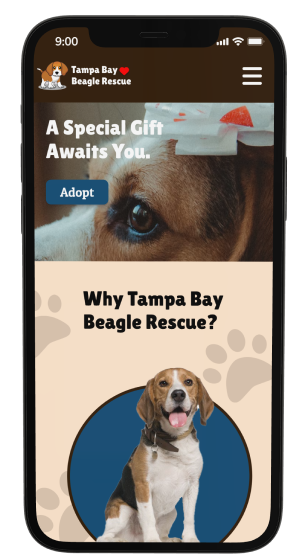 9:00
Tampa Bay
Beagle Rescue
A Special Gift
Awaits You.
Adopt
Why Tampa Bay
Beagle Rescue?